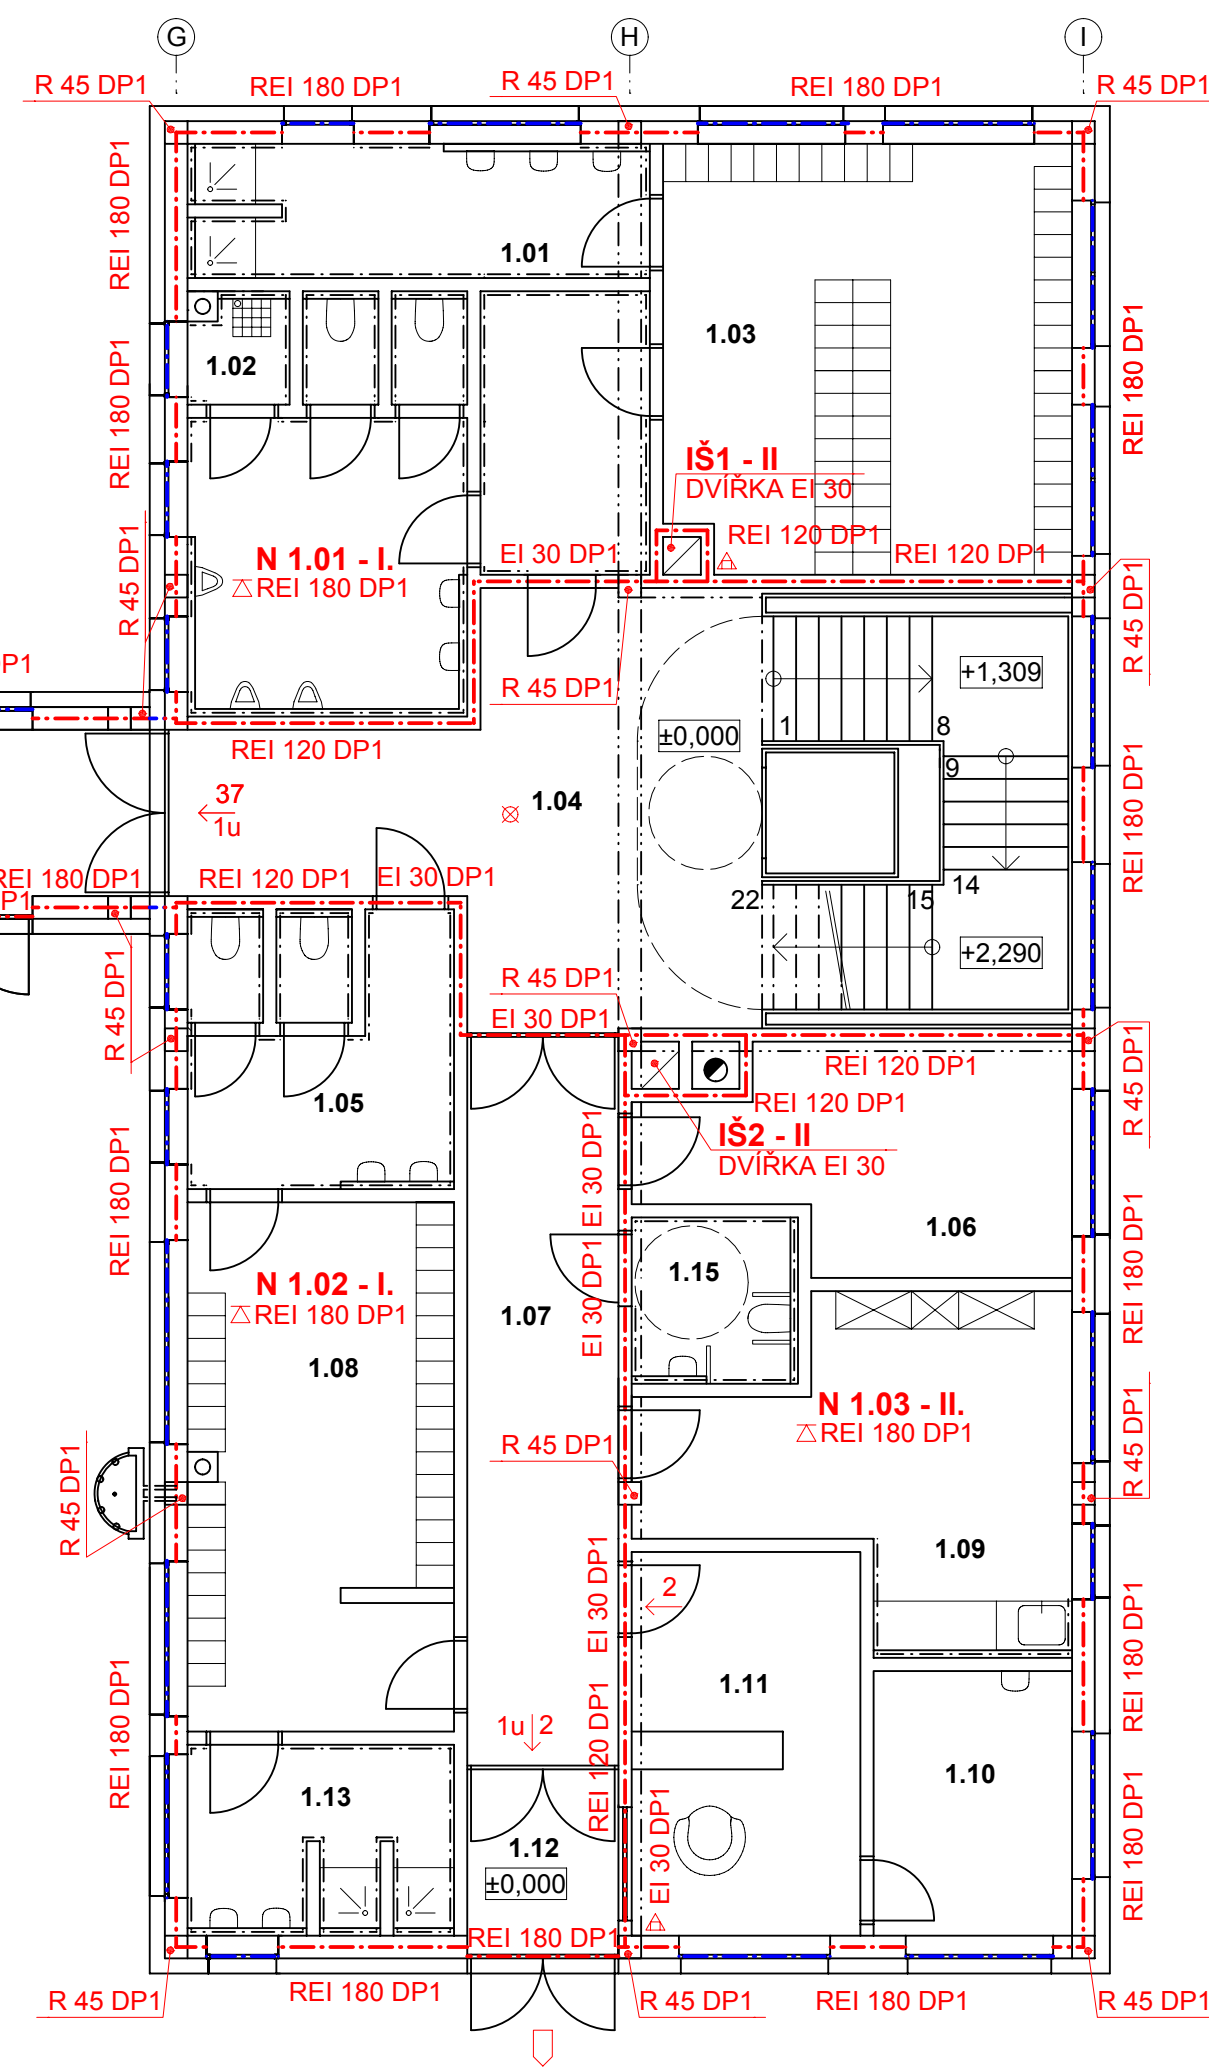 G
H
I
R 45 DP1
REI 180 DP1
R 45 DP1
REI 180 DP1
R 45 DP1
REI 180 DP1
1.01
1.03
1.02
REI 180 DP1
REI 180 DP1
IŠ1 - II
DVÍŘKA EI 30
R 45 DP1
N 1.01 - I.
REI 180 DP1
EI 30 DP1
REI 120 DP1
REI 120 DP1
R 45 DP1
P1
R 45 DP1
+1,309
1
8
±0,000
REI 120 DP1
9
37
1u
1.04
REI 180 DP1
REI 180 DP1
P1
REI 120 DP1
EI 30 DP1
22
15
14
+2,290
R 45 DP1
R 45 DP1
EI 30 DP1
R 45 DP1
REI 120 DP1
REI 120 DP1
1.05
IŠ2 - II
DVÍŘKA EI 30
EI 30 DP1
REI 180 DP1
1.06
EI 30 DP1
1.15
REI 180 DP1
N 1.02 - I.
REI 180 DP1
1.07
1.08
N 1.03 - II.
REI 180 DP1
R 45 DP1
R 45 DP1
R 45 DP1
1.09
EI 30 DP1
2
REI 180 DP1
1.11
REI 180 DP1
1u
2
REI 120 DP1
1.10
1.13
1.12
±0,000
EI 30 DP1
REI 180 DP1
REI 180 DP1
REI 180 DP1
R 45 DP1
R 45 DP1
REI 180 DP1
R 45 DP1